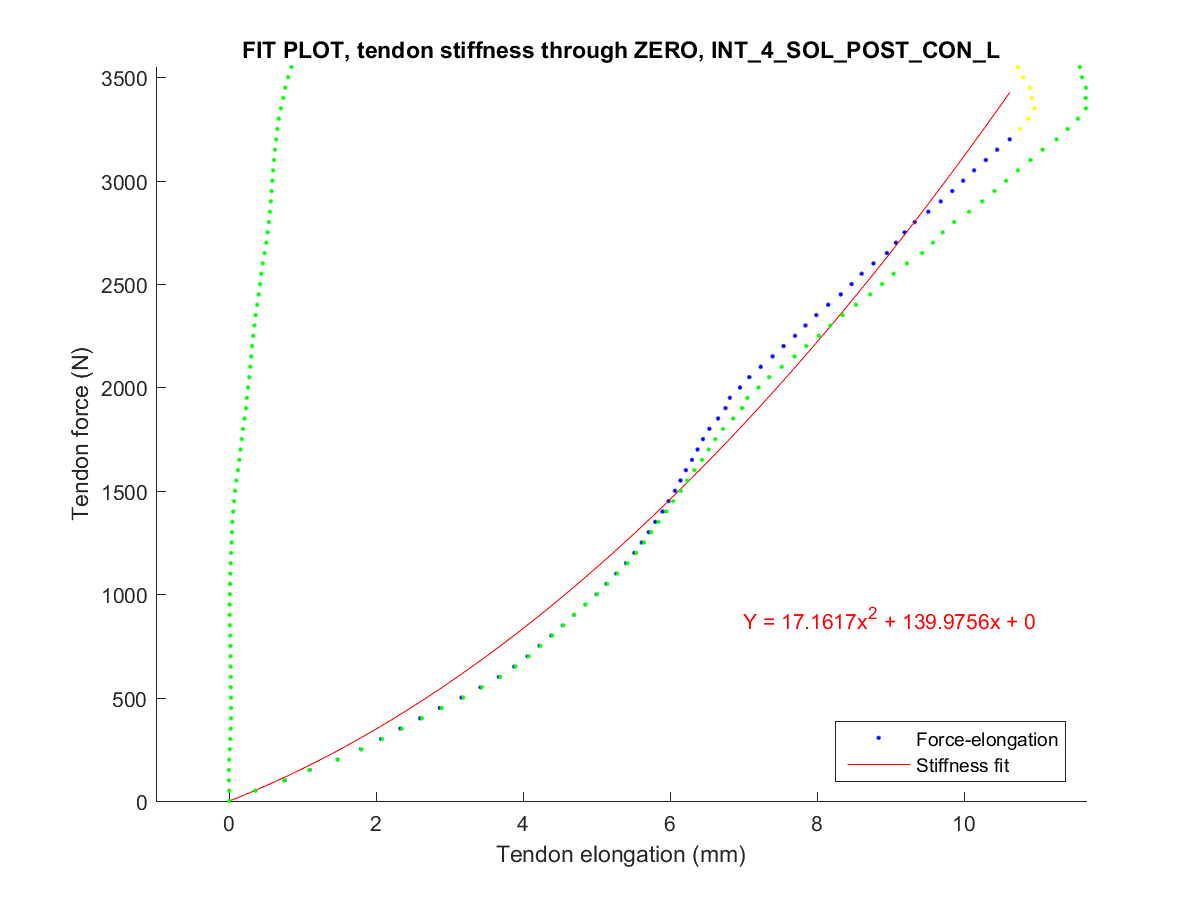 FIT PLOT, tendon stiffness through ZERO, INT_4_SOL_POST_CON_L
3500
3000
2500
2000
1500
1000
500
0
Tendon force (N)
Y = 17.1617x² + 139.9756x + 0
Force-elongation
Stiffness fit
0 2 4 6 8 10
Tendon elongation (mm)